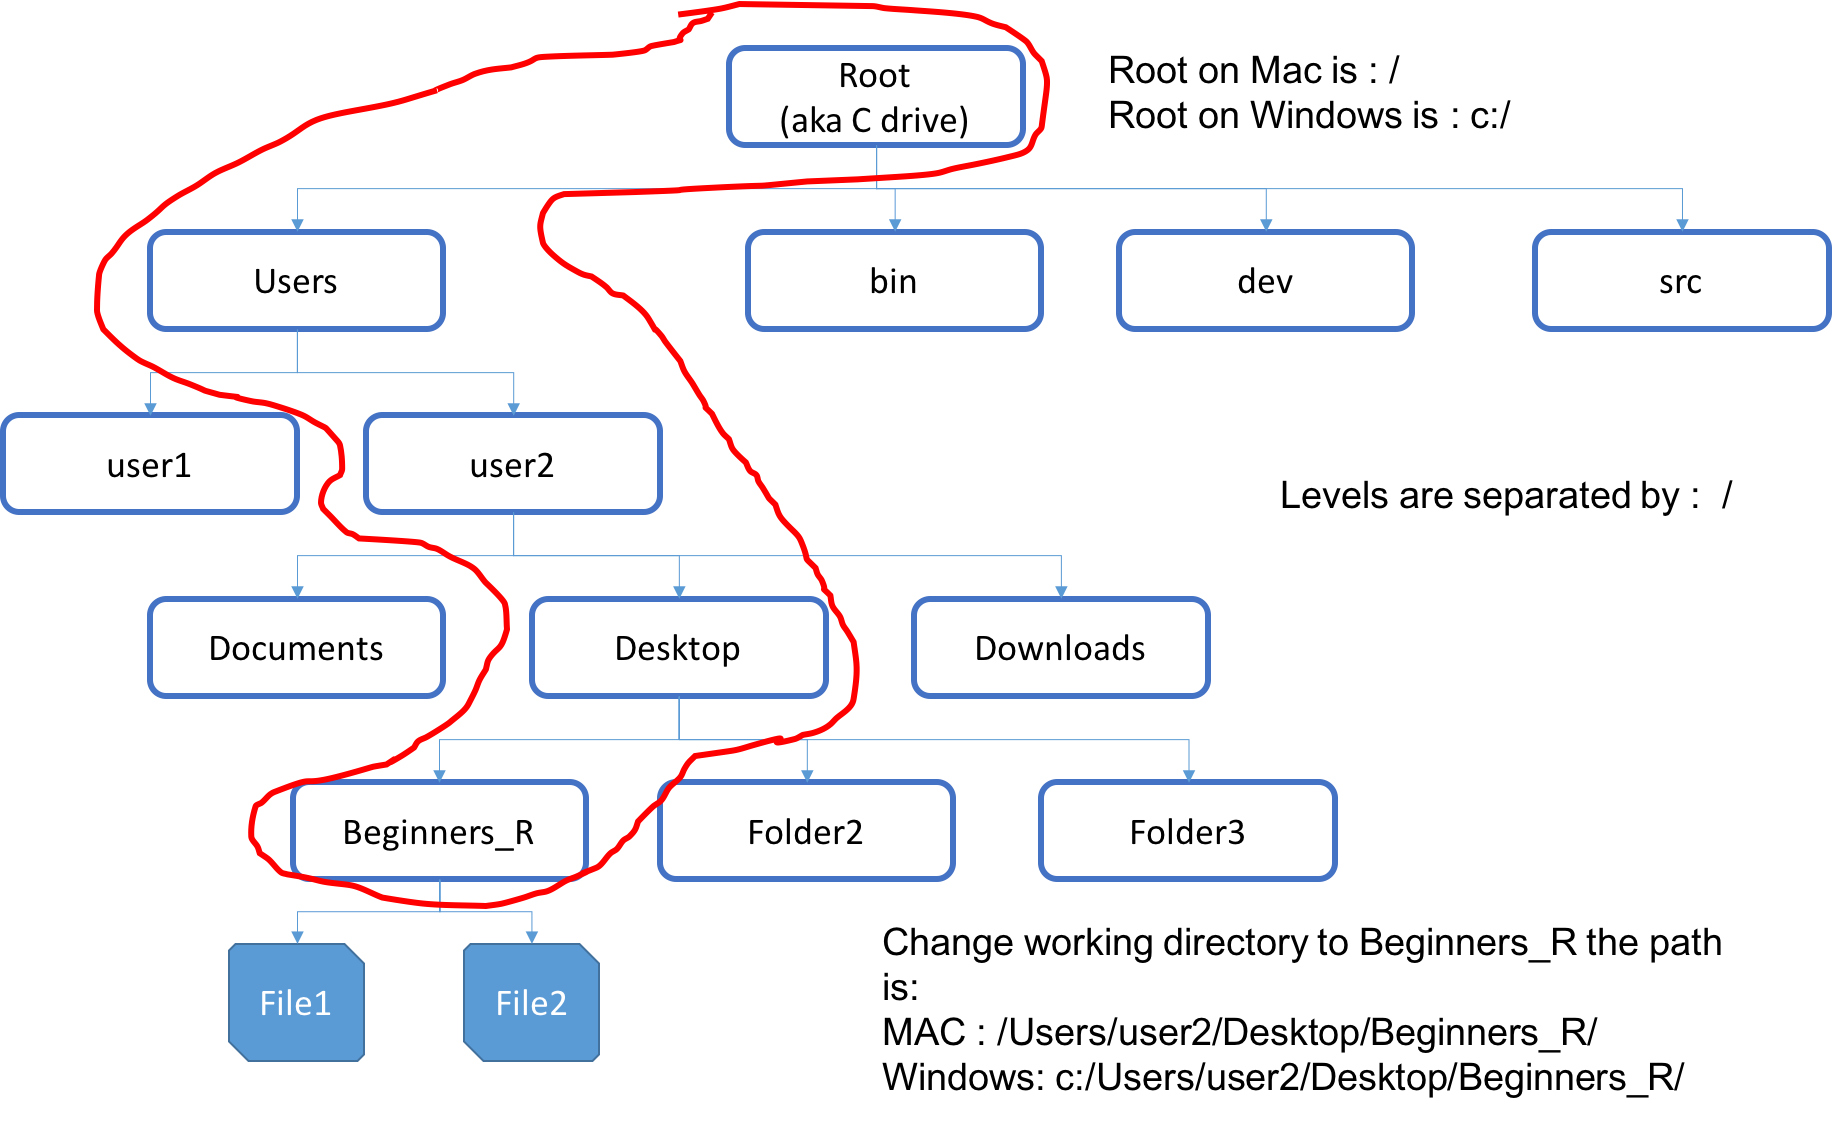 Root
(aka C drive)
Root on Mac is : /
Root on Windows is : c:/
Users
bin
dev
src
user1
user2
Levels are separated by :  /
Documents
Desktop
Downloads
Beginners_R
Folder2
Folder3
File1
File2
Change working directory to Beginners_R the path
is:
MAC : /Users/user2/Desktop/Beginners_R/
Windows: c:/Users/user2/Desktop/Beginners_R/